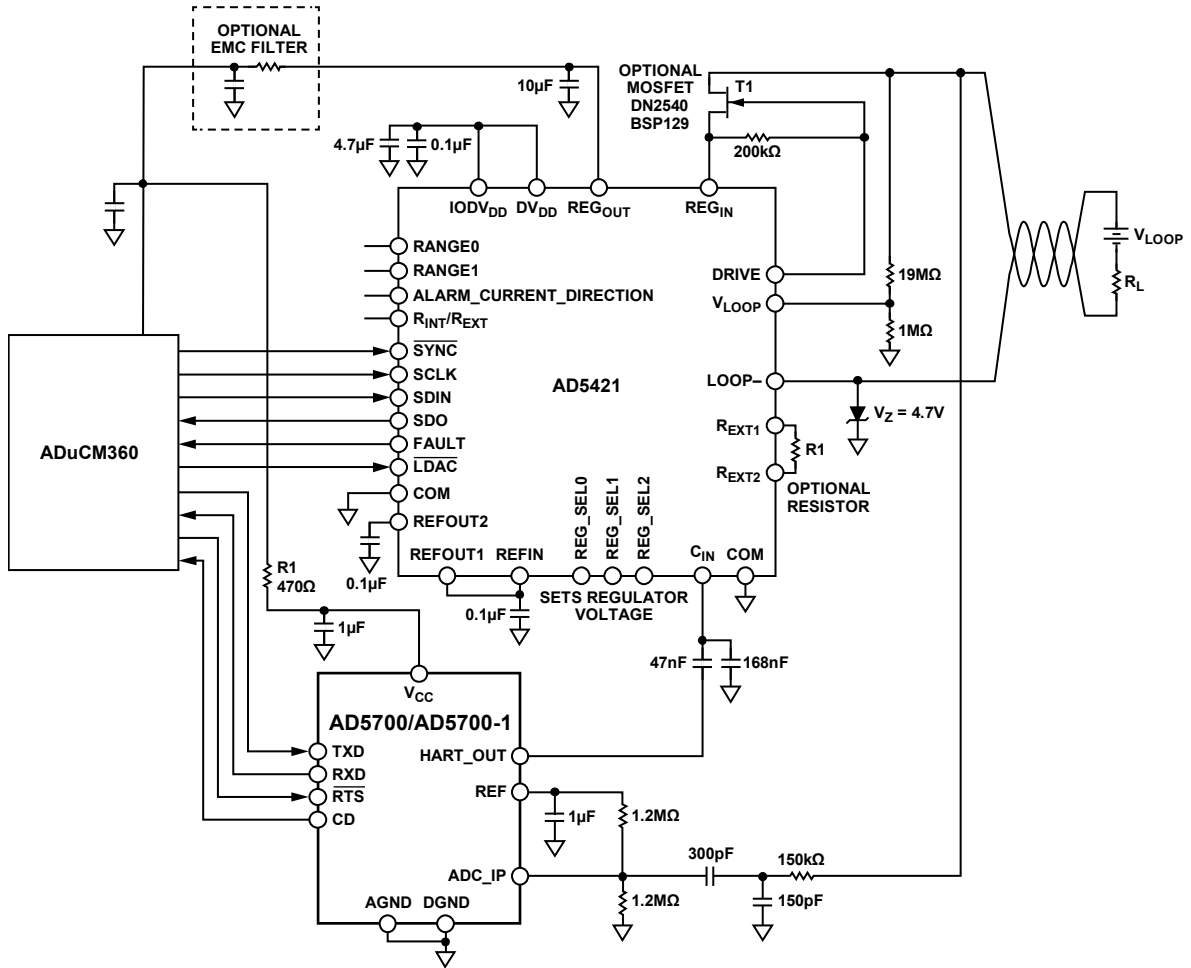 OPTIONAL
EMC FILTER
10µF
OPTIONAL
MOSFET
DN2540
BSP129
T1
200kΩ
4.7µF
0.1µF
IODVDD
DVDD
REGOUT
REGIN
RANGE0
RANGE1
ALARM_CURRENT_DIRECTION
RINT/REXT
SYNC
SCLK
SDIN
SDO
FAULT
LDAC
COM
REFOUT2
0.1µF
AD5421
DRIVE
VLOOP
LOOP–
REXT1
REXT2
R1
OPTIONAL
RESISTOR
19MΩ
1MΩ
VZ = 4.7V
VLOOP
RL
ADuCM360
REFOUT1
REFIN
REG_SEL0
REG_SEL1
REG_SEL2
CIN
COM
SETS REGULATOR
VOLTAGE
0.1µF
R1
470Ω
1µF
47nF
168nF
VCC
AD5700/AD5700-1
TXD
RXD
RTS
CD
HART_OUT
REF
ADC_IP
AGND
DGND
1µF
1.2MΩ
1.2MΩ
300pF
150kΩ
150pF